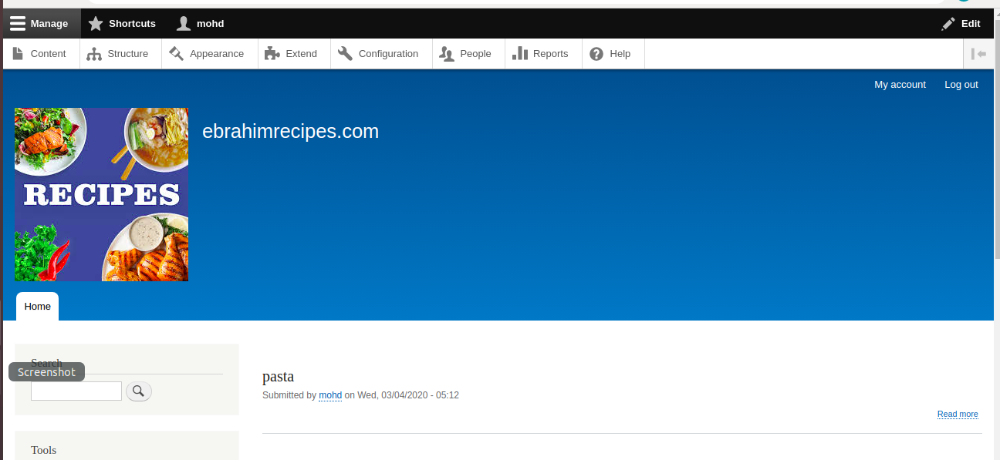 Manage Shortcuts mohd Edit
Content Structure Appearance Extend Configuration People Reports Help
My account Log out
ebrahimrecipes.com
RECIPES
Home
Search
Screenshot
pasta
Submitted by mohd on Wed, 03/04/2020 - 05:12
Read more
Tools